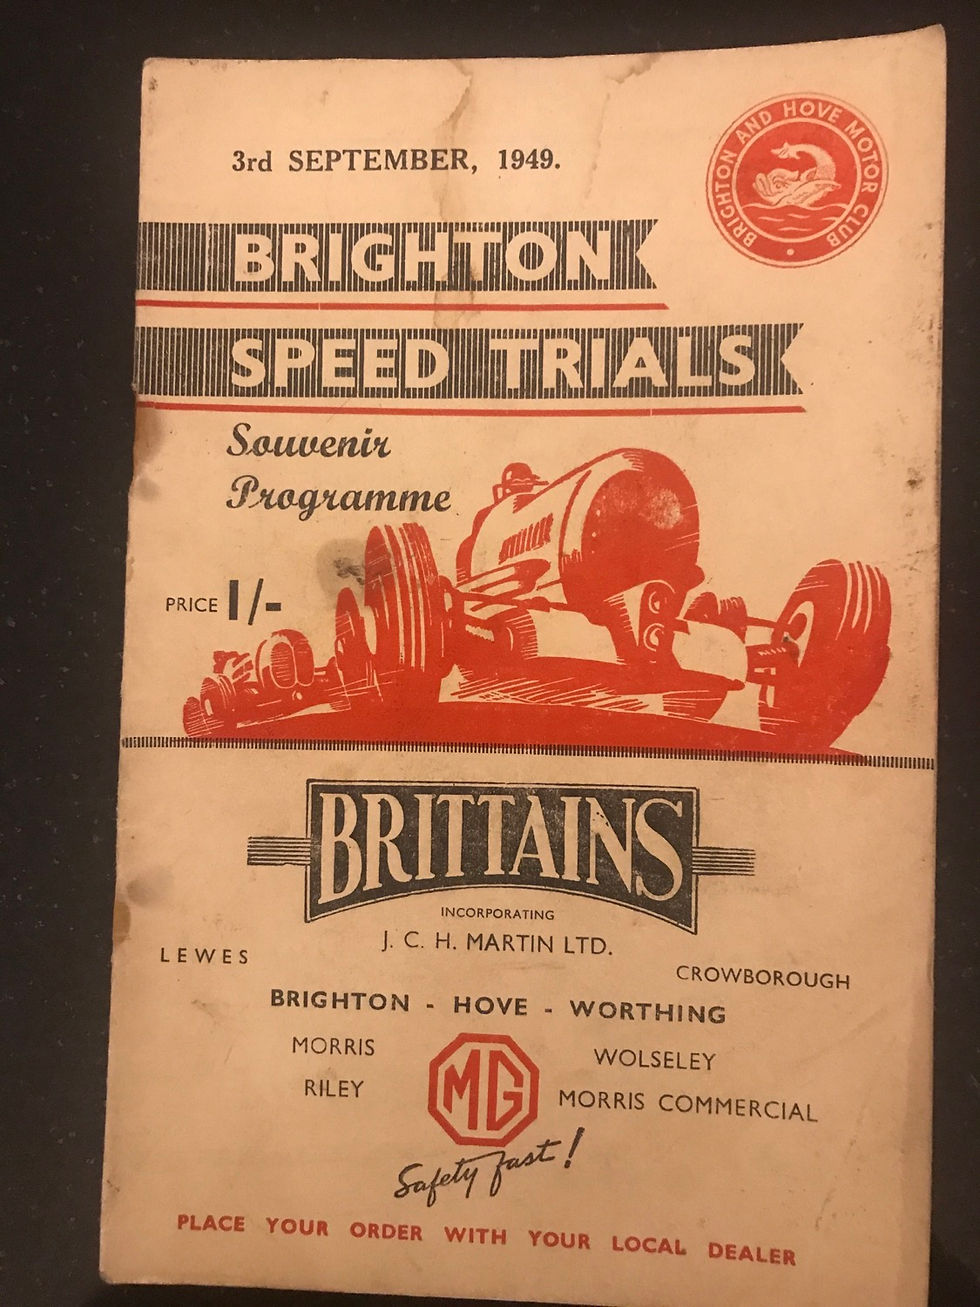 3rd SEPTEMBER, 1949.
BRIGHTON AND HOVE MOTOR CLUB
BRIGHTON
SPEED TRIALS
Souvenir
Programme
PRICE 1/-
BRITTAINS
INCORPORATING
J. C. H. MARTIN LTD.
LEWES
CROWBOROUGH
BRIGHTON - HOVE - WORTHING
MORRIS
WOLSELEY
RILEY
MG
MORRIS COMMERCIAL
Safety fast!
PLACE YOUR ORDER WITH YOUR LOCAL DEALER